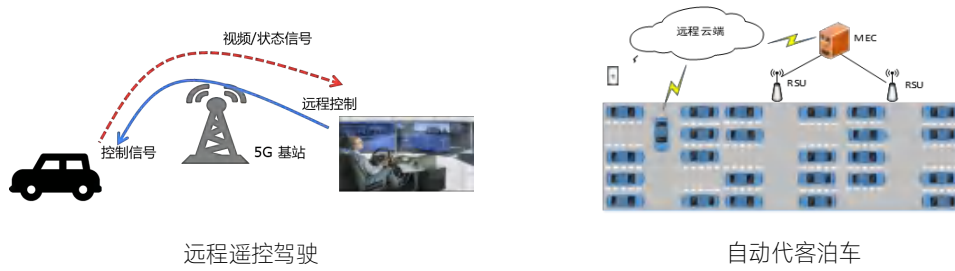 视频/状态信号
远程控制
控制信号
5G 基站
远程遥控驾驶
远程云端
MEC
RSU
RSU
自动代客泊车